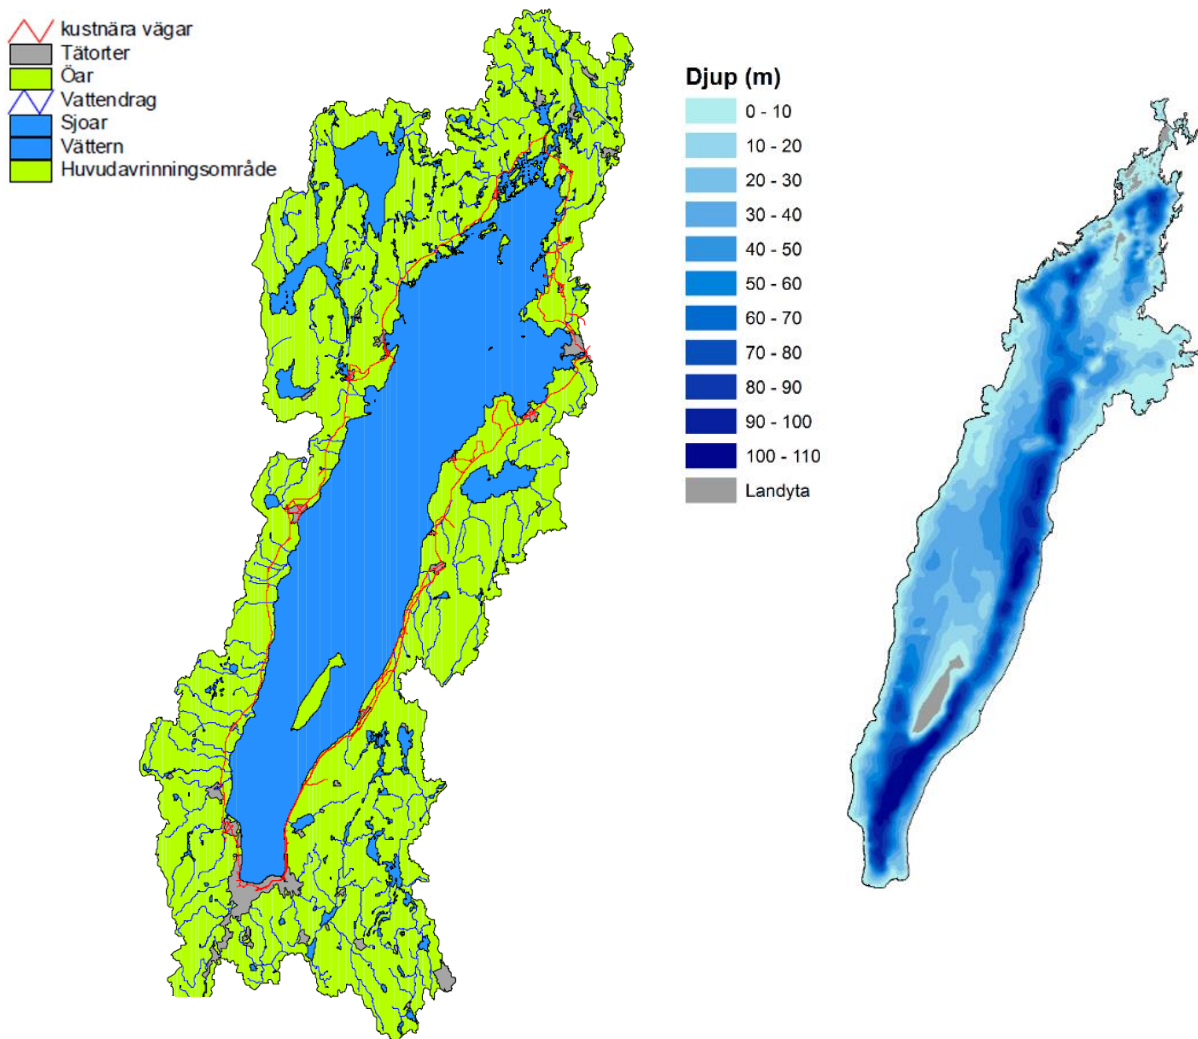 kustnära vägar
Tätorter
Öar
Vattendrag
Sjoar
Vättern
Huvudavrinningsområde
Djup (m)
0 - 10
10 - 20
20 - 30
30 - 40
40 - 50
50 - 60
60 - 70
70 - 80
80 - 90
90 - 100
100 - 110
Landyta